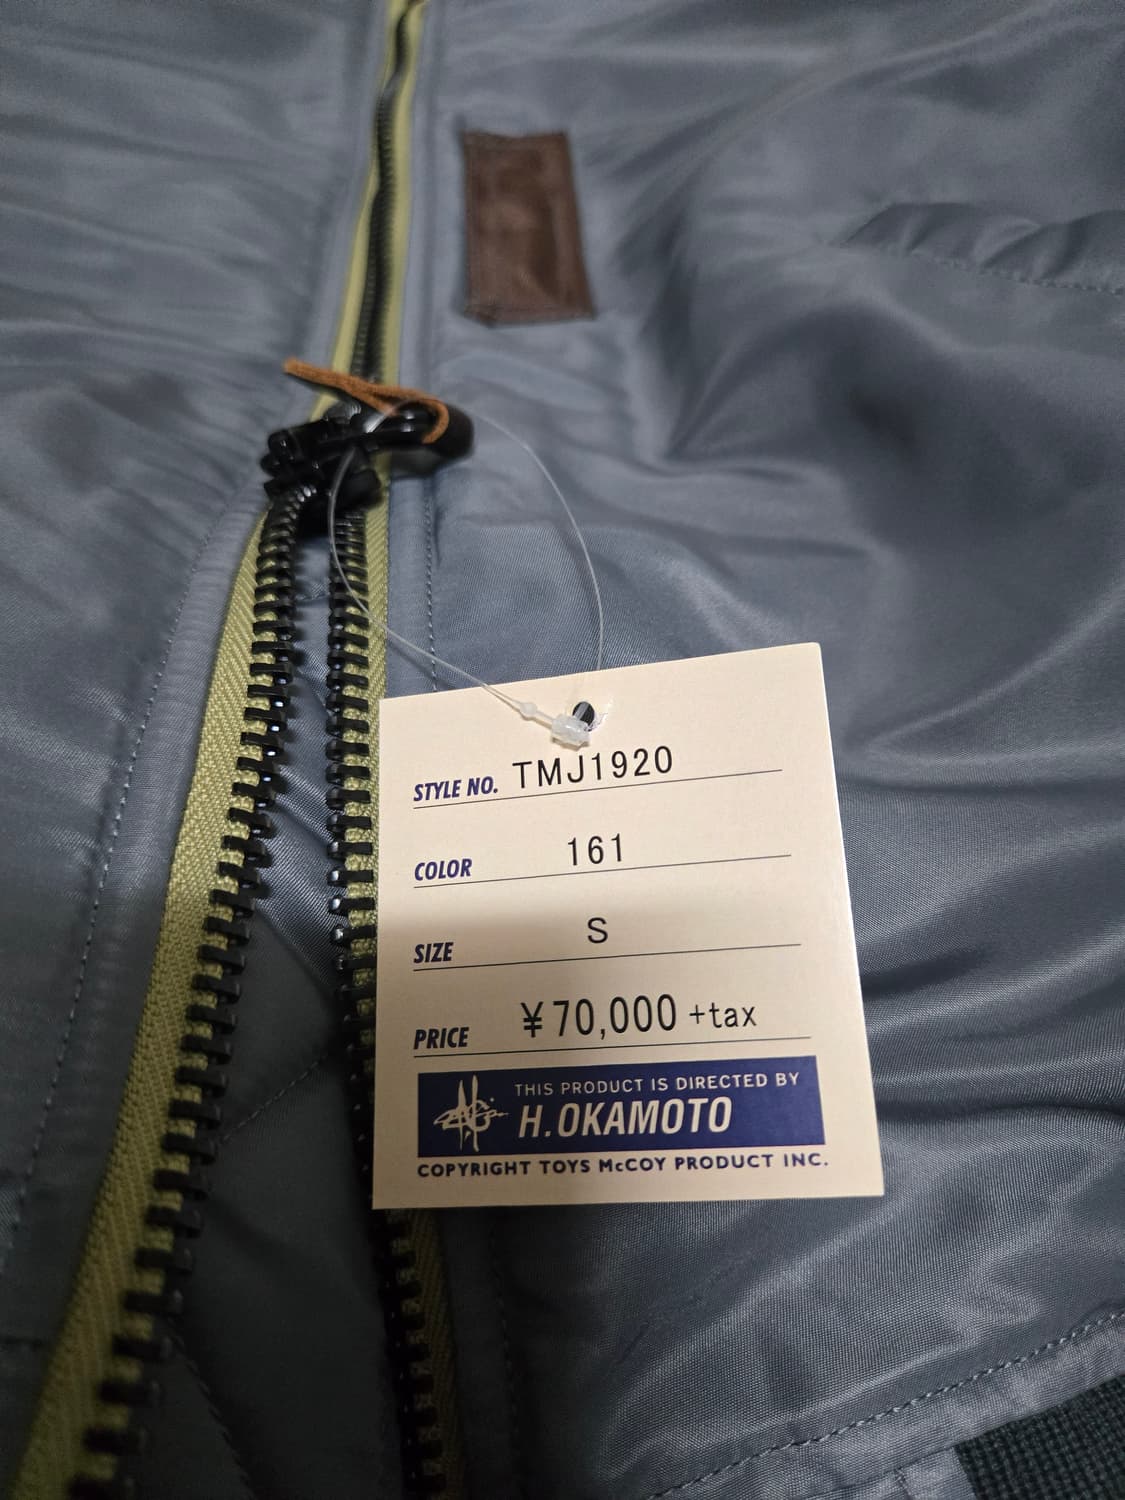 STYLE NO. TMJ1920
COLOR 161
SIZE S
PRICE ¥70,000 +tax
THIS PRODUCT IS DIRECTED BY
H.OKAMOTO
COPYRIGHT TOYS McCOY PRODUCT INC.